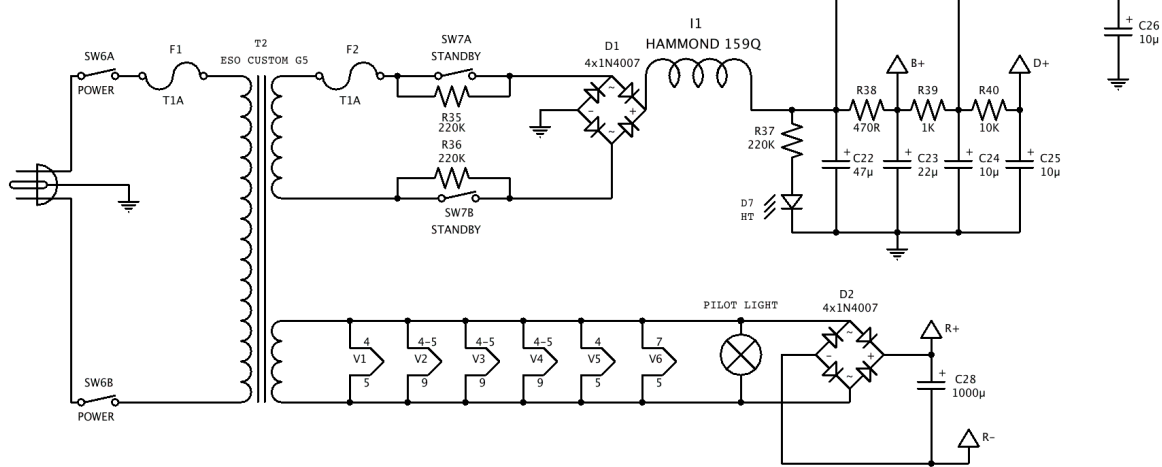 I1
HAMMOND 159Q
C26
10µ
SW6A
POWER
F1
T1A
T2
ESO CUSTOM G5
F2
T1A
SW7A
STANDBY
R35
220K
R36
220K
SW7B
STANDBY
D1
4x1N4007
~
-
+
~
R37
220K
D7
HT
B+
D+
R38
470R
R39
1K
R40
10K
+
C22
47µ
+
C23
22µ
+
C24
10µ
+
C25
10µ
+
SW6B
POWER
4
V1
5
4-5
V2
9
4-5
V3
9
4-5
V4
9
4
V5
5
7
V6
5
PILOT LIGHT
D2
4x1N4007
~
-
+
~
R+
+
C28
1000µ
R-